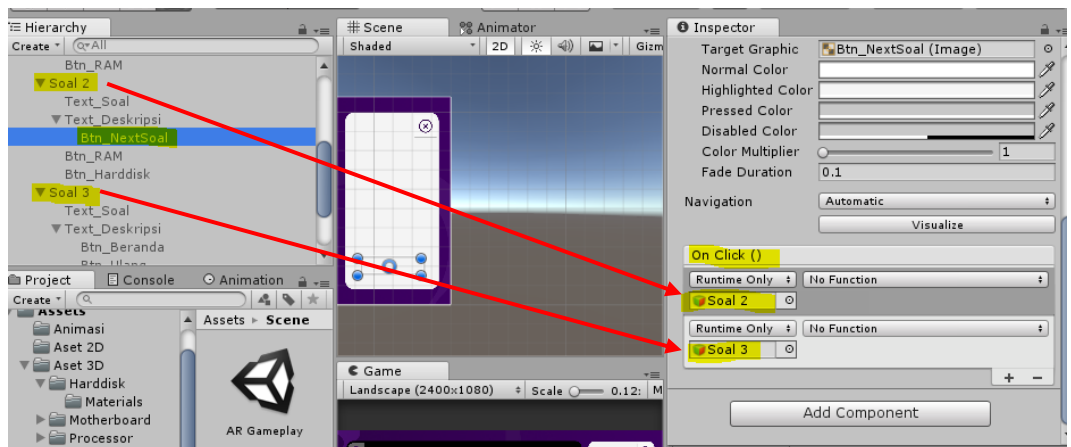 Hierarchy
Create
All
Btn_RAM
Soal 2
Text_Soal
Text_Deskripsi
Btn_NextSoal
Btn_RAM
Btn_Harddisk
Soal 3
Text_Soal
Text_Deskripsi
Btn_Beranda
Btn_Ulang
Project
Console
Animation
Create
Assets
Animasi
Aset 2D
Aset 3D
Harddisk
Materials
Motherboard
Processor
Assets
Scene
AR Gameplay
Scene
Animator
Shaded
2D
Gizm
Game
Landscape (2400x1080)
Scale
0.12:
M
Inspector
Target Graphic
Btn_NextSoal (Image)
Normal Color
Highlighted Color
Pressed Color
Disabled Color
Color Multiplier
1
Fade Duration
0.1
Navigation
Automatic
Visualize
On Click ()
Runtime Only
No Function
Soal 2
Runtime Only
No Function
Soal 3
+ −
Add Component